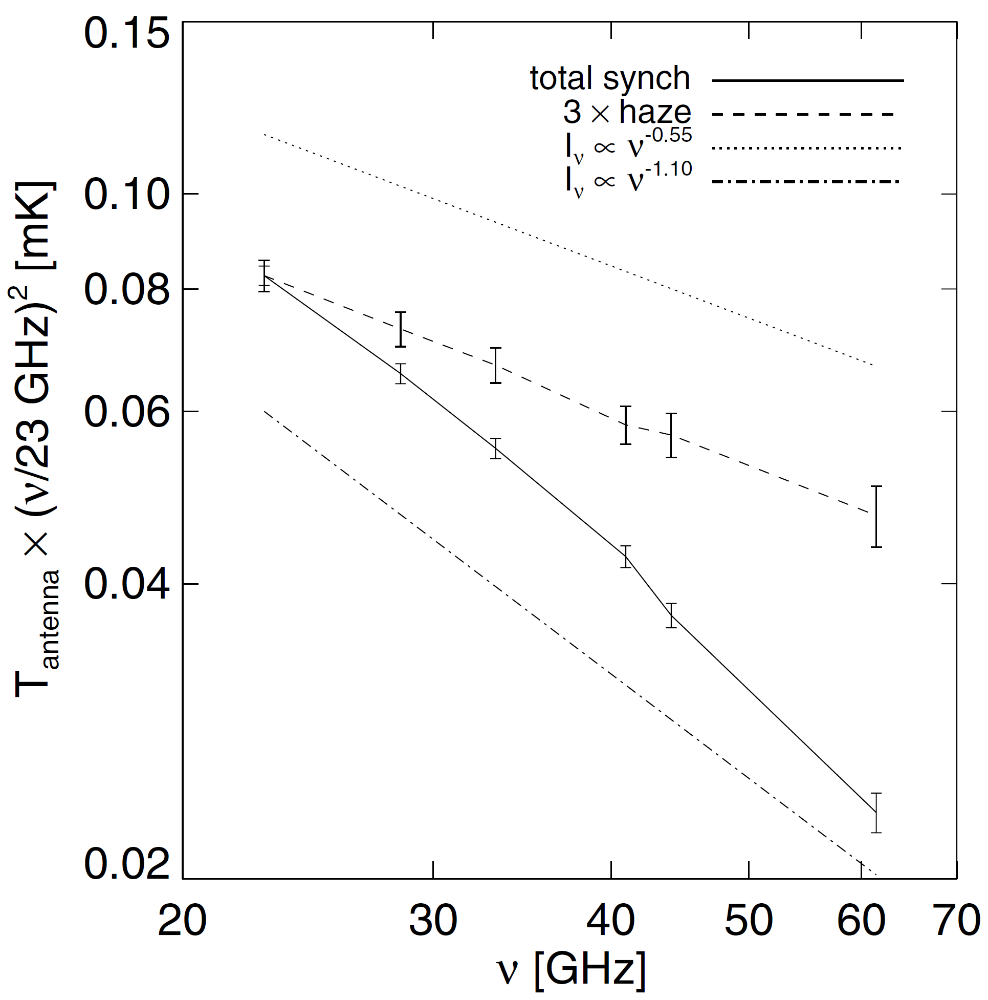 0.15
0.10
0.08
0.06
0.04
0.02
T_antenna × (ν/23 GHz)^2 [mK]
total synch
3 × haze
I_ν ∝ ν^-0.55
I_ν ∝ ν^-1.10
20 30 40 50 60 70
ν [GHz]